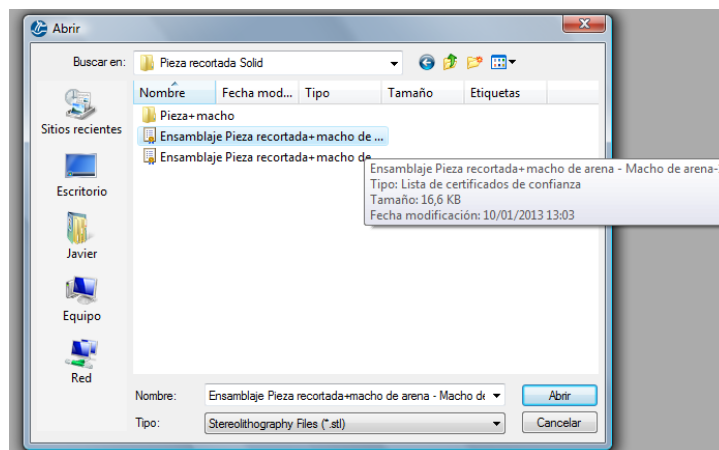 Abrir
Buscar en: Pieza recortada Solid
Nombre Fecha mod... Tipo Tamaño Etiquetas
Sitios recientes
Escritorio
Javier
Equipo
Red
Pieza+macho
Ensamblaje Pieza recortada+macho de ...
Ensamblaje Pieza recortada+macho de
Ensamblaje Pieza recortada+macho de arena - Macho de arena-
Tipo: Lista de certificados de confianza
Tamaño: 16,6 KB
Fecha modificación: 10/01/2013 13:03
Nombre: Ensamblaje Pieza recortada+macho de arena - Macho de Abrir
Tipo: Stereolithography Files (*.stl) Cancelar